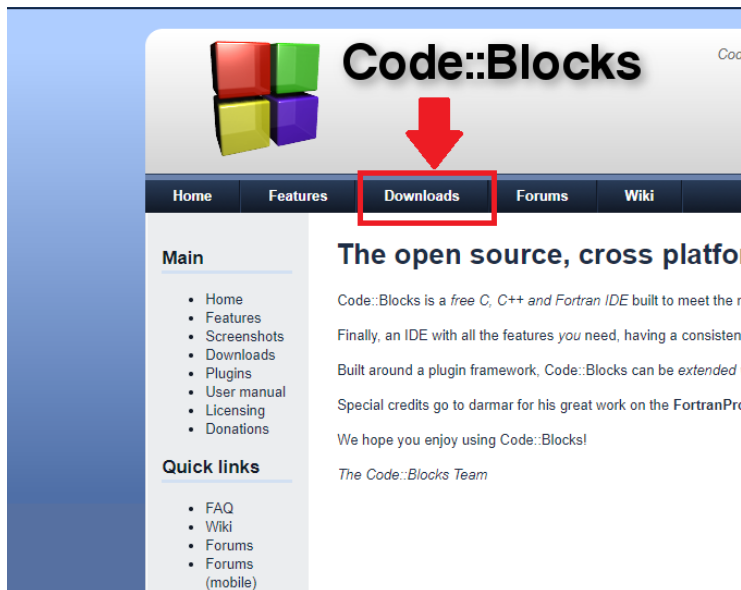 Code::Blocks
Home Features Downloads Forums Wiki
Main
Home
Features
Screenshots
Downloads
Plugins
User manual
Licensing
Donations
Quick links
FAQ
Wiki
Forums
Forums
(mobile)
The open source, cross
Code::Blocks is a free C, C++ and Fortran IDE built to meet the
Finally, an IDE with all the features you need, having a
Built around a plugin framework, Code::Blocks can be extended
Special credits go to darmar for his great work on the
We hope you enjoy using Code::Blocks!
The Code::Blocks Team